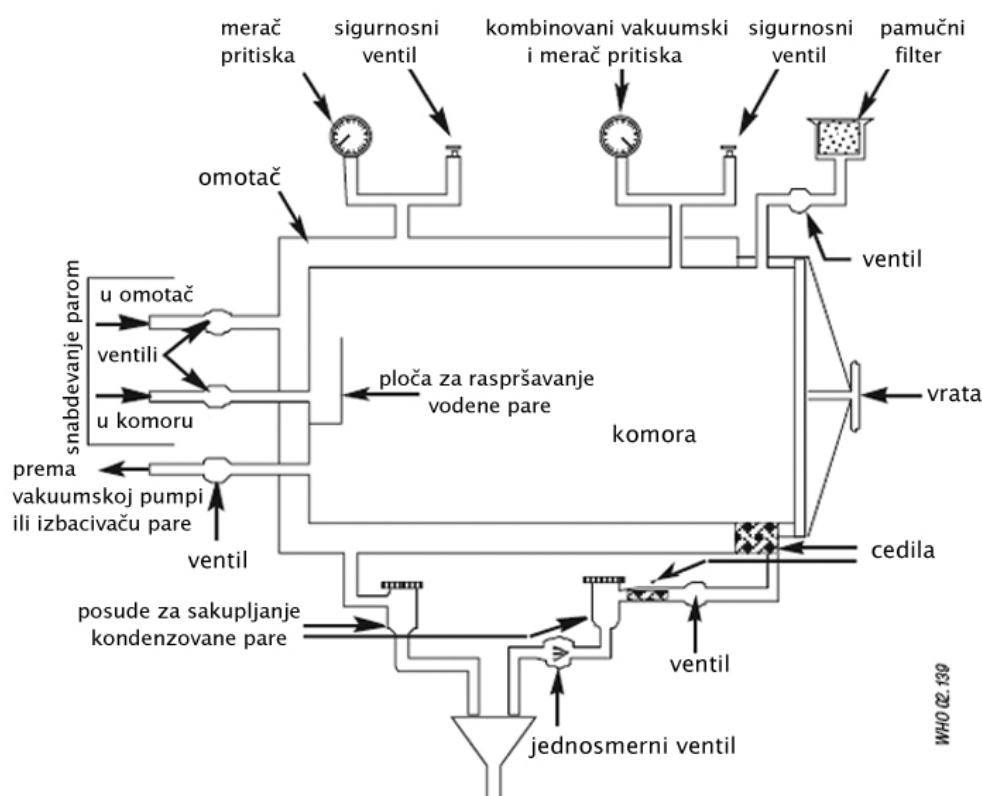 merač
pritiska
sigurnosni
ventil
kombinovani vakuumski
i merač pritiska
sigurnosni
ventil
pamučni
filter
omotač
ventil
snabdevanje parom
u omotač
ventili
u komoru
ploča za raspršavanje
vodene pare
komora
vrata
prema
vakuumskoj pumpi
ili izbacivaču pare
ventil
cedila
posude za sakupljanje
kondenzovane pare
ventil
jednosmerni ventil
WHO 02.139